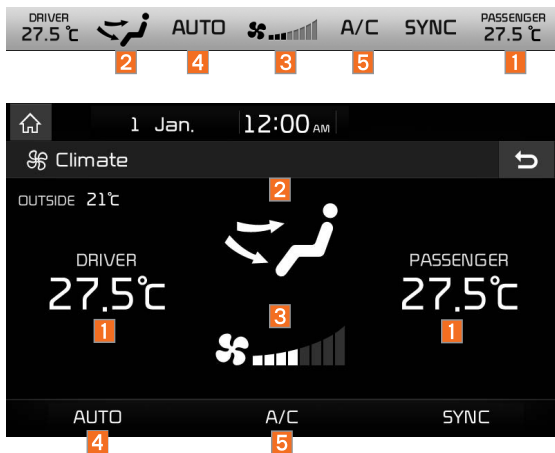 DRIVER 27.5℃ AUTO A/C SYNC PASSENGER 27.5℃
2 4 3 5 1
1 Jan. 12:00 AM
Climate
OUTSIDE 21℃
2
DRIVER
27.5℃
1
3
PASSENGER
27.5℃
1
AUTO A/C SYNC
4 5